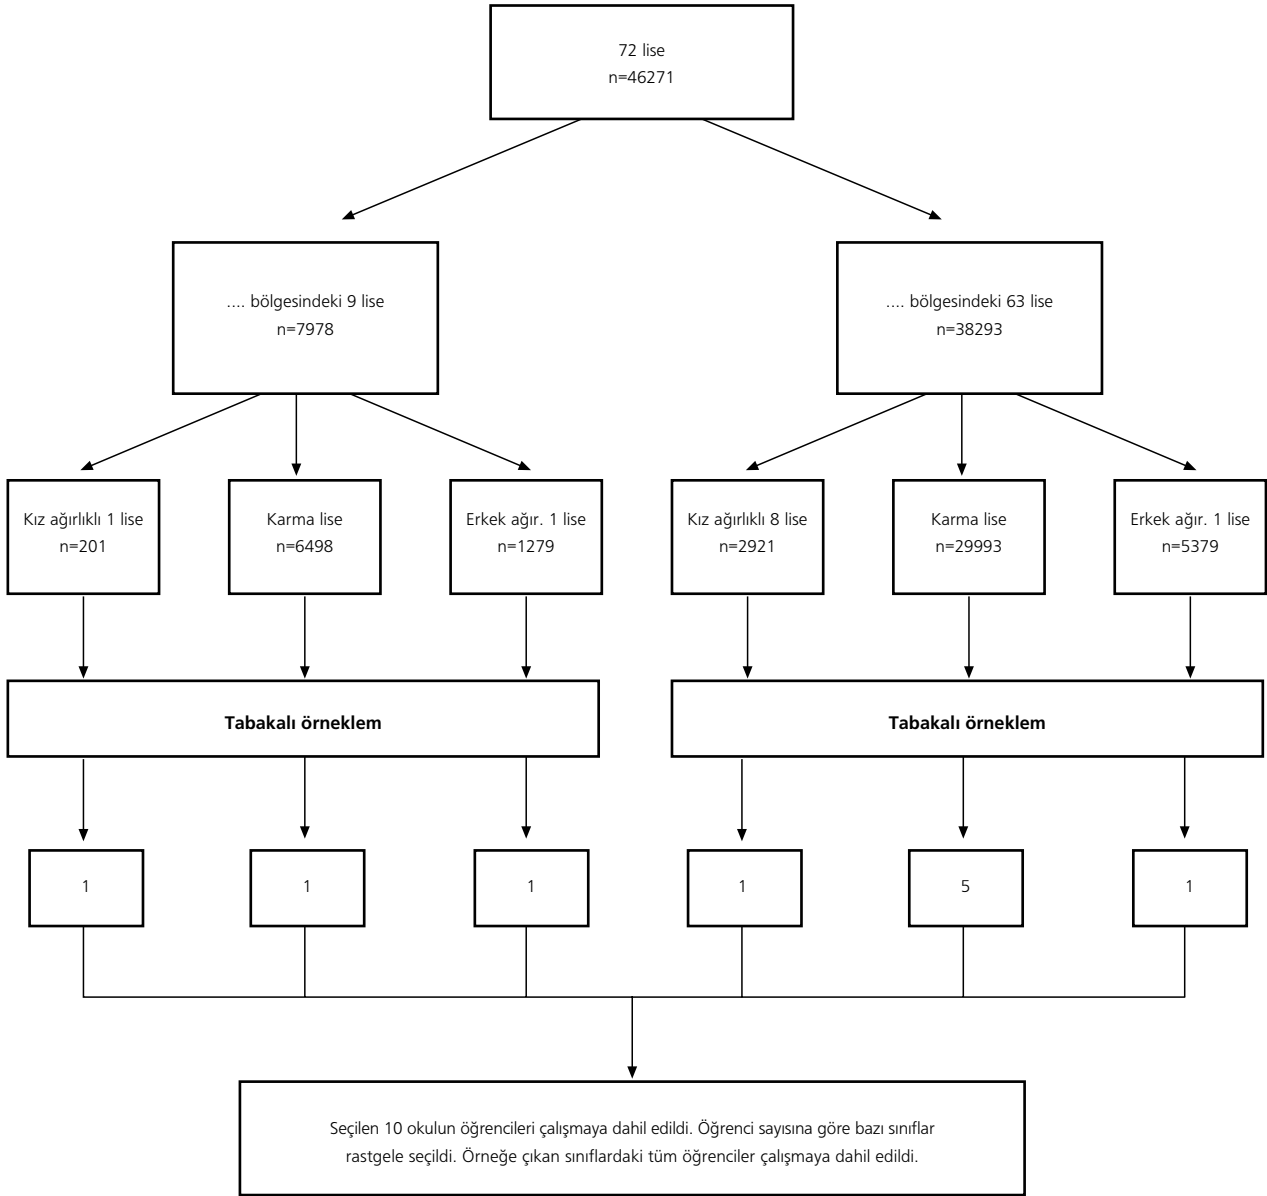 72 lise
n=46271
.... bölgesindeki 9 lise
n=7978
.... bölgesindeki 63 lise
n=38293
Kız ağırlıklı 1 lise
n=201
Karma lise
n=6498
Erkek ağır. 1 lise
n=1279
Kız ağırlıklı 8 lise
n=2921
Karma lise
n=29993
Erkek ağır. 1 lise
n=5379
Tabakalı örneklem
Tabakalı örneklem
1
1
1
1
5
1
Seçilen 10 okulun öğrencileri çalışmaya dahil edildi. Öğrenci sayısına göre bazı sınıflar
rastgele seçildi. Örneğe çıkan sınıflardaki tüm öğrenciler çalışmaya dahil edildi.